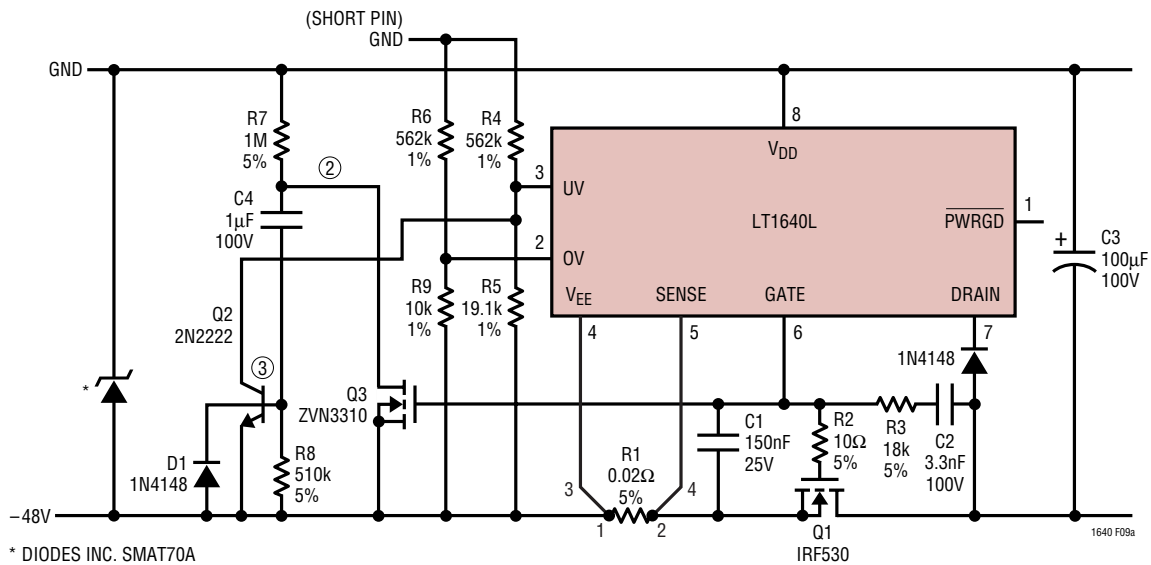 (SHORT PIN)
GND
GND
R7
1M
5%
R6
562k
1%
R4
562k
1%
8
VDD
②
3
UV
C4
1µF
100V
LT1640L
PWRGD
1
2
OV
+
C3
100µF
100V
R9
10k
1%
R5
19.1k
1%
VEE
SENSE
GATE
DRAIN
Q2
2N2222
4
5
6
7
1N4148
*
③
Q3
ZVN3310
C1
150nF
25V
R2
10Ω
5%
R3
18k
5%
C2
3.3nF
100V
D1
1N4148
R8
510k
5%
R1
0.02Ω
5%
3
4
–48V
1
2
Q1
IRF530
1640 F09a
* DIODES INC. SMAT70A